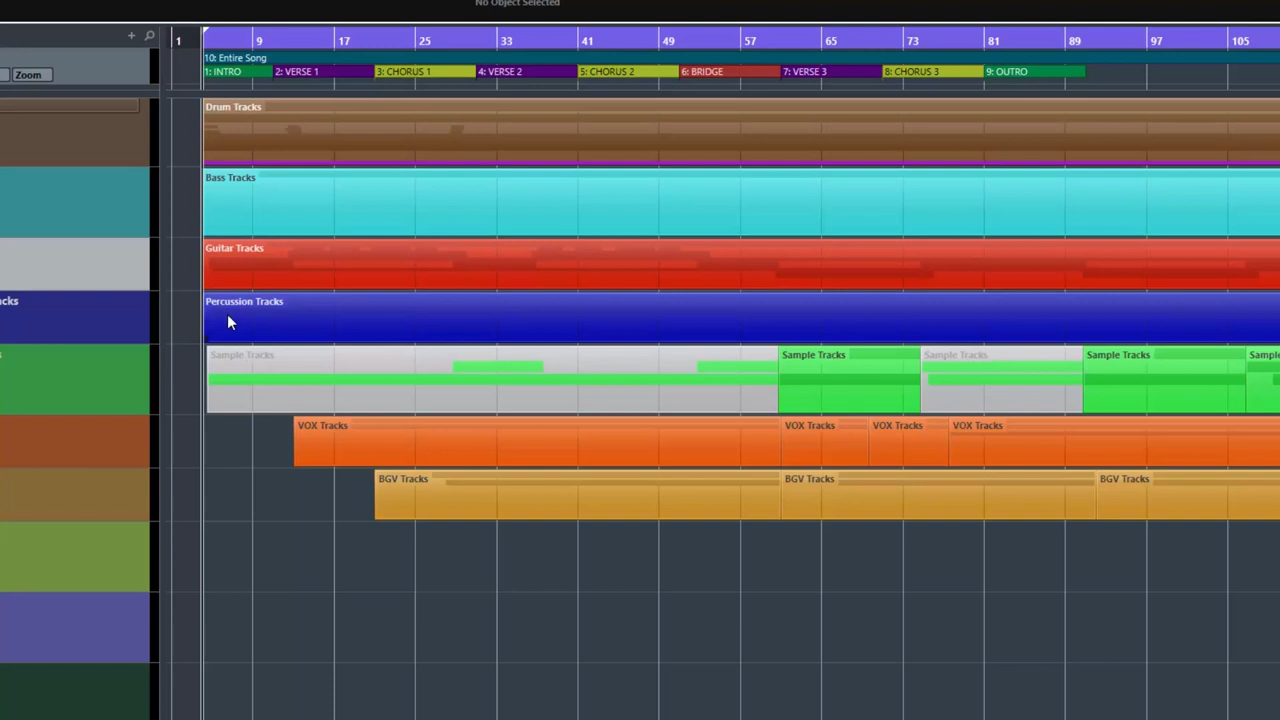 No Object Selected
1 9 17 25 33 41 49 57 65 73 81 89 97 105
10: Entire Song
Zoom
1: INTRO 2: VERSE 1 3: CHORUS 1 4: VERSE 2 5: CHORUS 2 6: BRIDGE 7: VERSE 3 8: CHORUS 3 9: OUTRO
Drum Tracks
Bass Tracks
Guitar Tracks
acks Percussion Tracks
Sample Tracks Sample Tracks Sample Tracks Sample Tracks Sample
VOX Tracks VOX Tracks VOX Tracks VOX Tracks
BGV Tracks BGV Tracks BGV Tracks